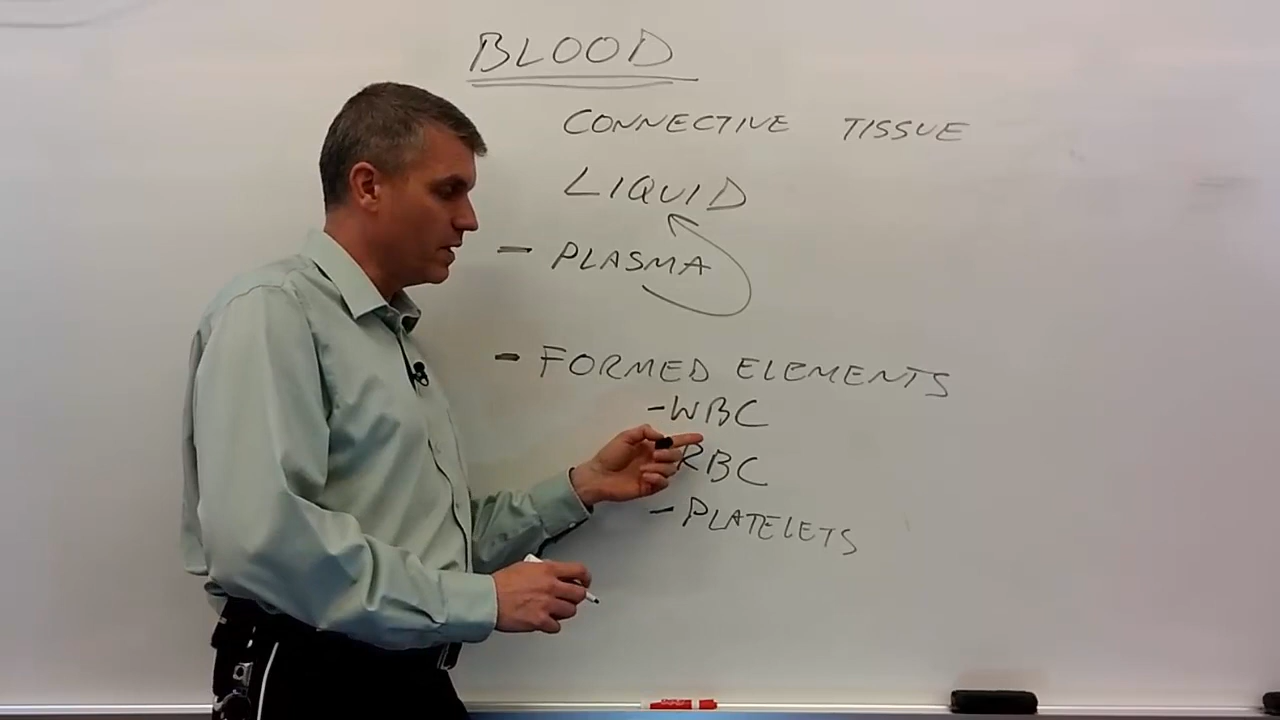 BLOOD
CONNECTIVE TISSUE
LIQUID
- PLASMA
- FORMED ELEMENTS
- WBC
RBC
- PLATELETS